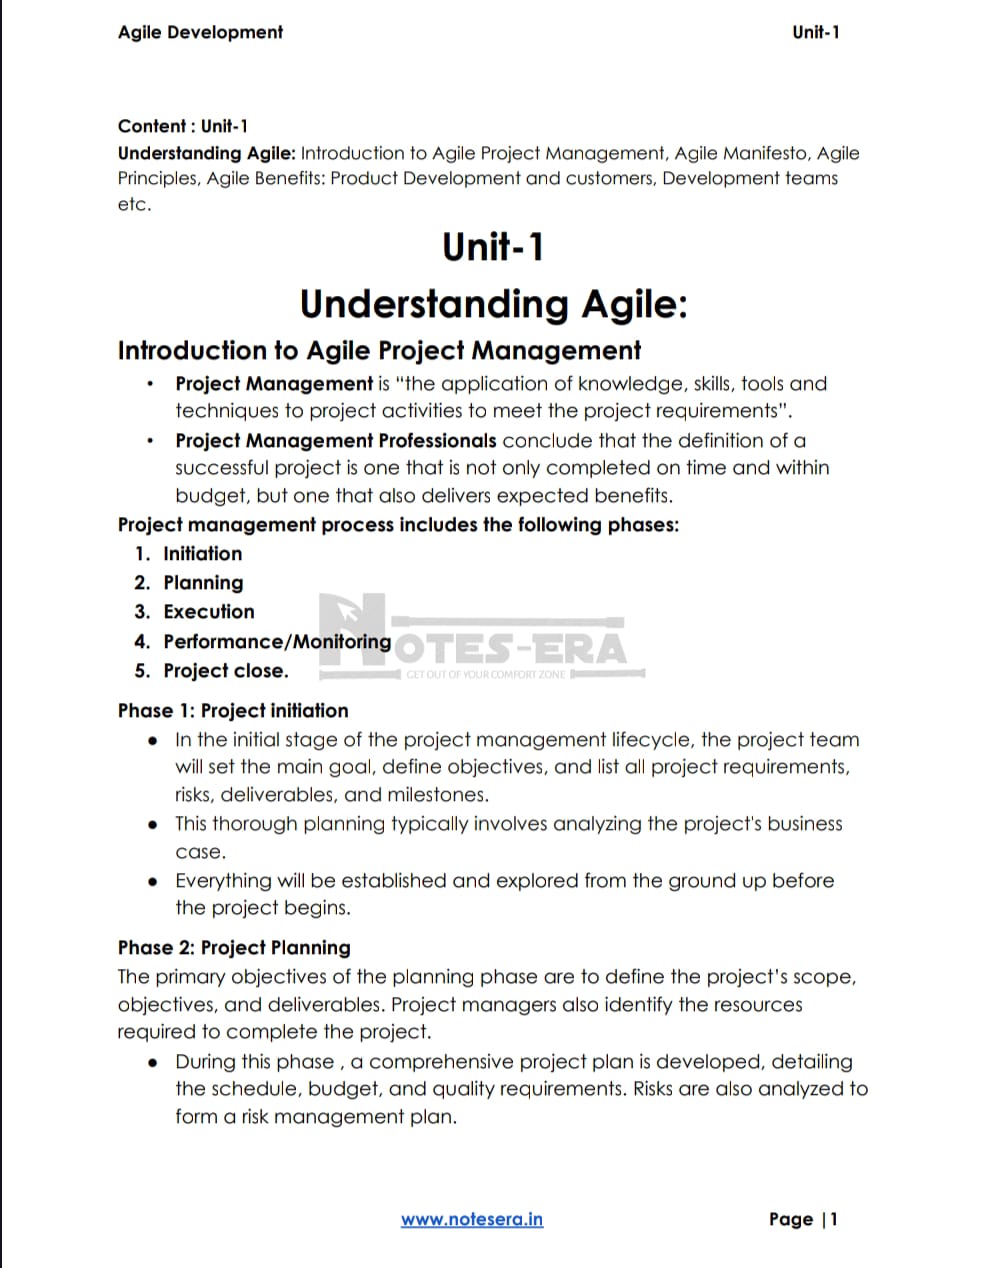 Agile Development Unit-1
Content : Unit-1
Understanding Agile: Introduction to Agile Project Management, Agile Manifesto, Agile
Principles, Agile Benefits: Product Development and customers, Development teams
etc.
Unit-1
Understanding Agile:
Introduction to Agile Project Management
• Project Management is "the application of knowledge, skills, tools and
techniques to project activities to meet the project requirements".
• Project Management Professionals conclude that the definition of a
successful project is one that is not only completed on time and within
budget, but one that also delivers expected benefits.
Project management process includes the following phases:
1. Initiation
2. Planning
3. Execution
4. Performance/Monitoring
5. Project close.
NOTES-ERA
GET OUT OF YOUR COMFORT ZONE
Phase 1: Project initiation
● In the initial stage of the project management lifecycle, the project team
will set the main goal, define objectives, and list all project requirements,
risks, deliverables, and milestones.
● This thorough planning typically involves analyzing the project's business
case.
● Everything will be established and explored from the ground up before
the project begins.
Phase 2: Project Planning
The primary objectives of the planning phase are to define the project's scope,
objectives, and deliverables. Project managers also identify the resources
required to complete the project.
● During this phase , a comprehensive project plan is developed, detailing
the schedule, budget, and quality requirements. Risks are also analyzed to
form a risk management plan.
www.notesera.in Page |1